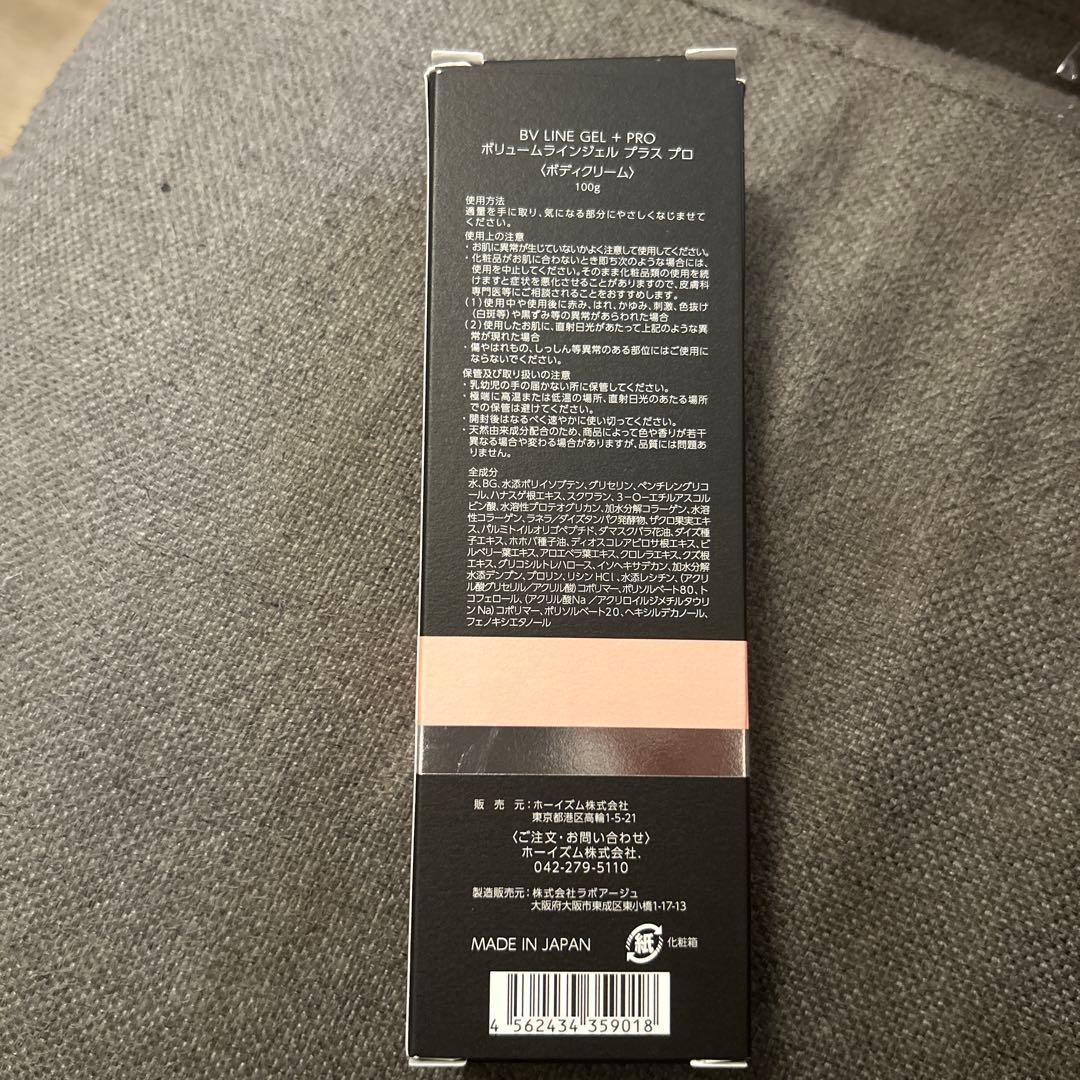 BV LINE GEL + PRO
ボリュームラインジェル プラス プロ
〈ボディクリーム〉
100g
使用方法
適量を手に取り、気になる部分にやさしくなじませて
ください。
使用上の注意
・お肌に異常が生じていないかよく注意して使用してください。
・化粧品がお肌に合わないとき即ち次のような場合には、
使用を中止してください。そのまま化粧品類の使用を続
けますと症状を悪化させることがありますので、皮膚科
専門医等にご相談されることをおすすめします。
(1)使用中や使用後に赤み、はれ、かゆみ、刺激、色抜け
(白斑等)や黒ずみ等の異常があらわれた場合
(2)使用したお肌に、直射日光があたって上記のような異
常が現れた場合
・傷やはれもの、しっしん等異常のある部位にはご使用に
ならないでください。
保管及び取り扱いの注意
・乳幼児の手の届かない所に保管してください。
・極端に高温または低温の場所、直射日光のあたる場所
での保管は避けてください。
・開封後はなるべく速やかに使い切ってください。
・天然由来成分配合のため、商品によって色や香りが若干
異なる場合や変わる場合がありますが、品質には問題あ
りません。
全成分
水、BG、水添ポリイソブテン、グリセリン、ペンチレングリコ
ール、ハナスゲ根エキス、スクワラン、3-O-エチルアスコル
ビン酸、水溶性プロテオグリカン、加水分解コラーゲン、水溶
性コラーゲン、ラネラ/ダイズタンパク発酵物、ザクロ果実エキ
ス、パルミトイルオリゴペプチド、ダマスクバラ花油、ダイズ種
子エキス、ホホバ種子油、ディオスコレアビロサ根エキス、ビ
ルベリー葉エキス、アロエベラ葉エキス、クロレラエキス、クズ根
エキス、グリコシルトレハロース、イソヘキサデカン、加水分解
水添デンプン、プロリン、リシンHCl、水添レシチン、(アクリ
ル酸グリセリル/アクリル酸)コポリマー、ポリソルベート80、ト
コフェロール、(アクリル酸Na/アクリロイルジメチルタウリ
ンNa)コポリマー、ポリソルベート20、ヘキシルデカノール、
フェノキシエタノール
販 売 元:ホーイズム株式会社
東京都港区高輪1-5-21
〈ご注文・お問い合わせ〉
ホーイズム株式会社.
042-279-5110
製造販売元:株式会社ラボアージュ
大阪府大阪市東成区東小橋1-17-13
MADE IN JAPAN
紙 化粧箱
4 562434 359018